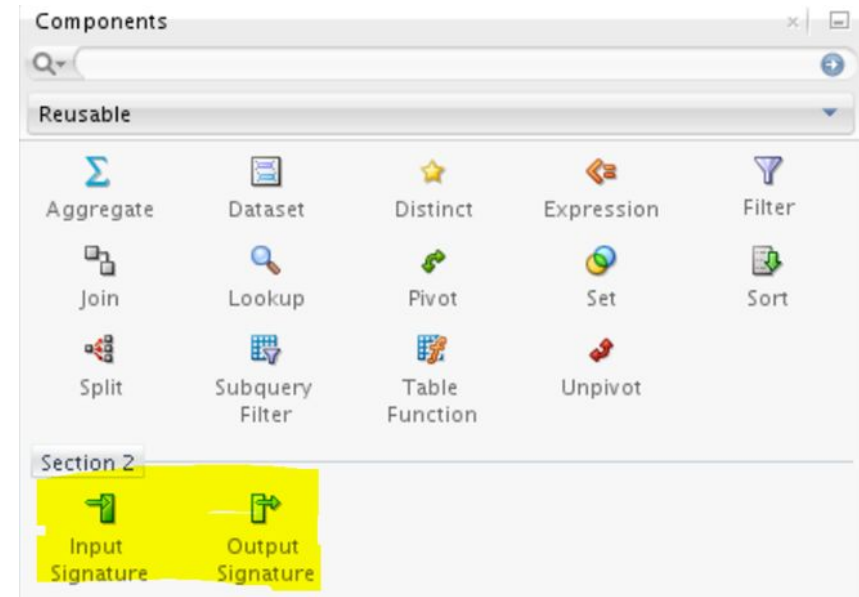 Components
Reusable
Aggregate Dataset Distinct Expression Filter
Join Lookup Pivot Set Sort
Split Subquery Filter Table Function Unpivot
Section 2
Input Signature Output Signature